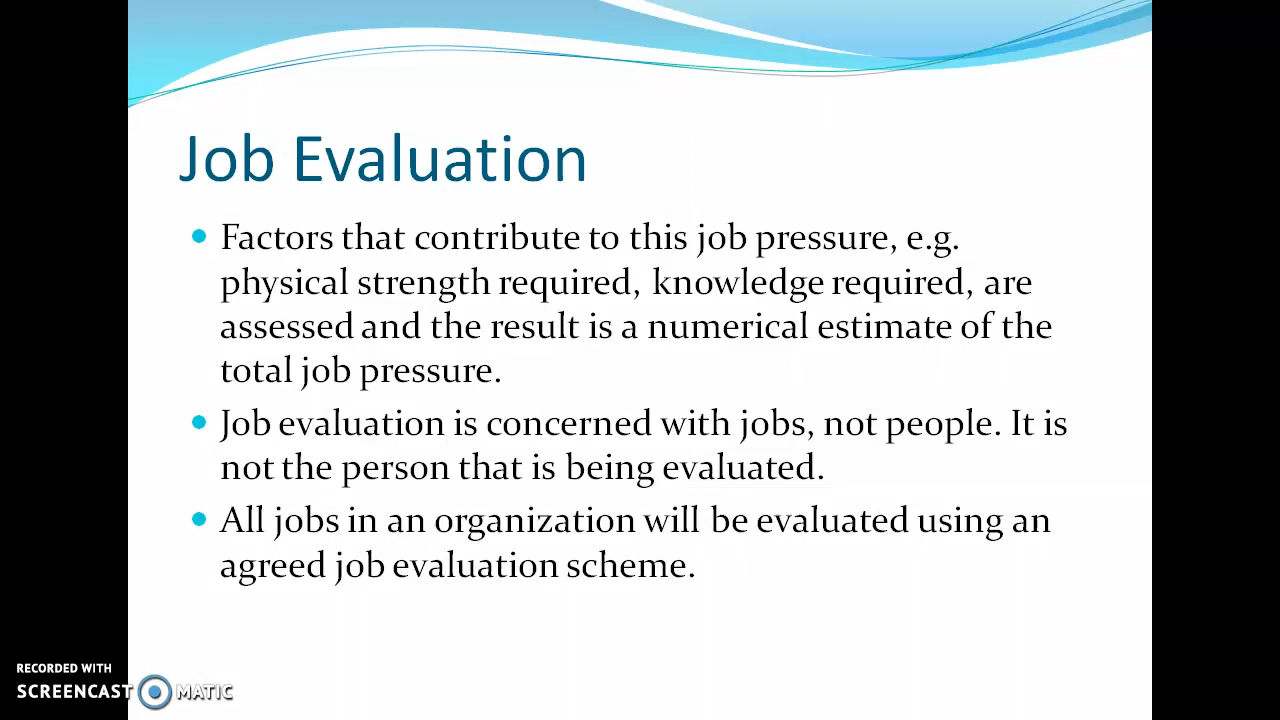 Job Evaluation
Factors that contribute to this job pressure, e.g.
physical strength required, knowledge required, are
assessed and the result is a numerical estimate of the
total job pressure.
Job evaluation is concerned with jobs, not people. It is
not the person that is being evaluated.
All jobs in an organization will be evaluated using an
agreed job evaluation scheme.
RECORDED WITH
SCREENCAST MATIC